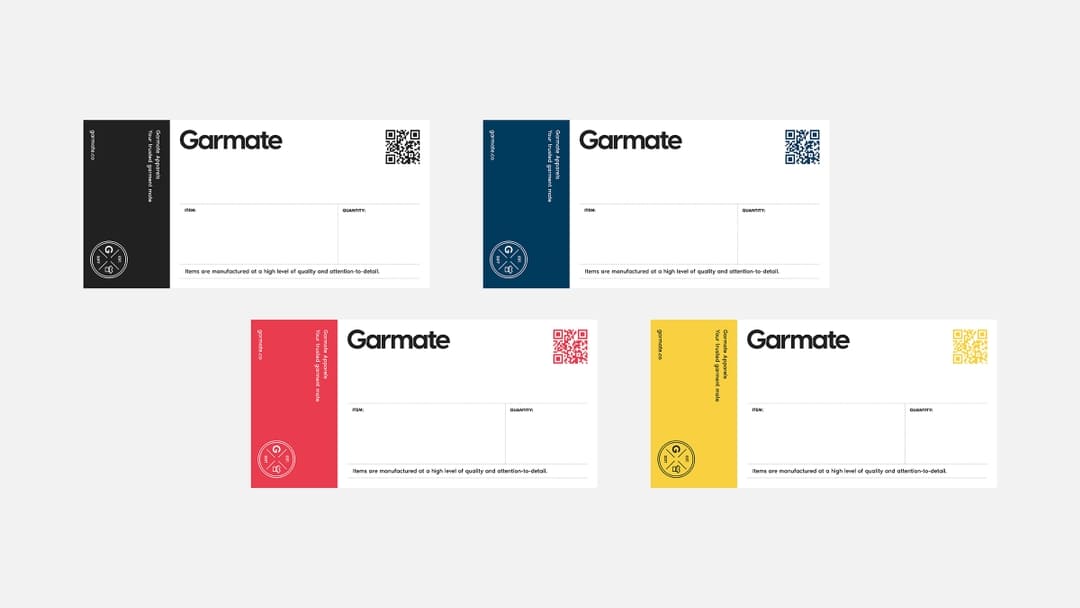 garmate.co
Garmate Apparels
Your trusted garment mate
G
Garmate
ITEM:
QUANTITY:
Items are manufactured at a high level of quality and attention-to-detail.
garmate.co
Garmate Apparels
Your trusted garment mate
G
Garmate
ITEM:
QUANTITY:
Items are manufactured at a high level of quality and attention-to-detail.
garmate.co
Garmate Apparels
Your trusted garment mate
G
Garmate
ITEM:
QUANTITY:
Items are manufactured at a high level of quality and attention-to-detail.
garmate.co
Garmate Apparels
Your trusted garment mate
G
Garmate
ITEM:
QUANTITY:
Items are manufactured at a high level of quality and attention-to-detail.